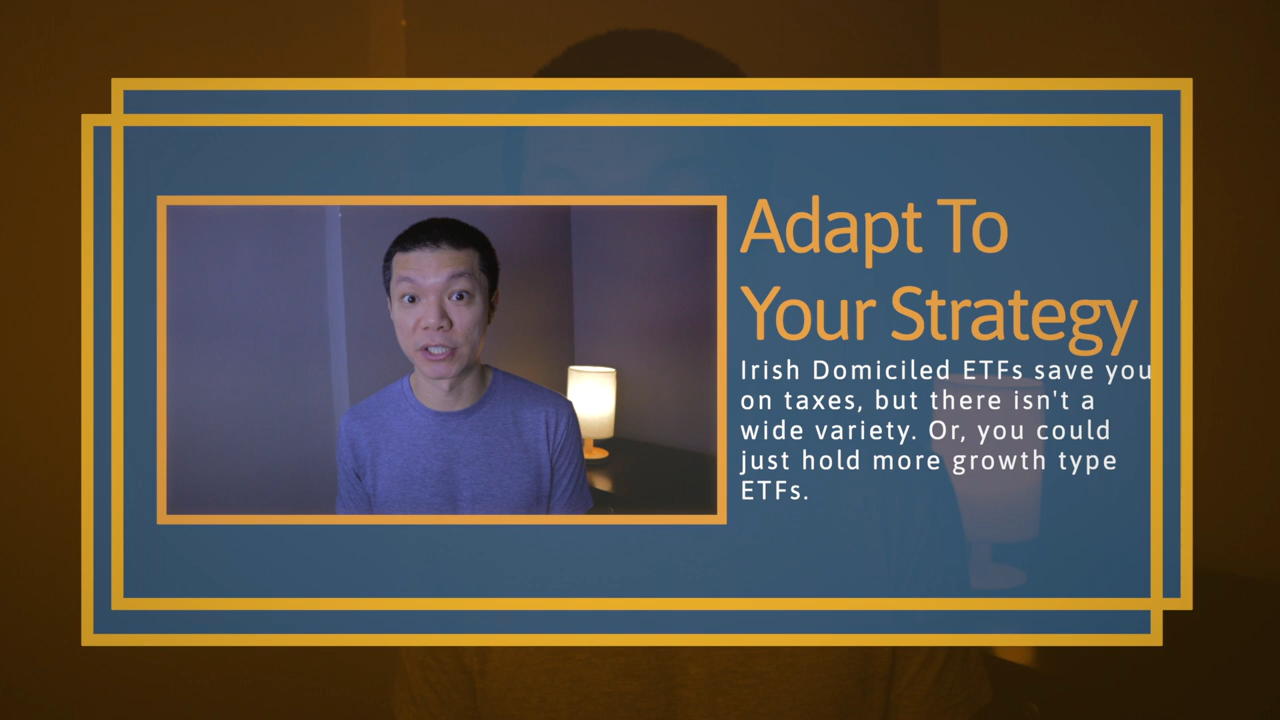 Adapt To
Your Strategy
Irish Domiciled ETFs save you
on taxes, but there isn't a
wide variety. Or, you could
just hold more growth type
ETFs.